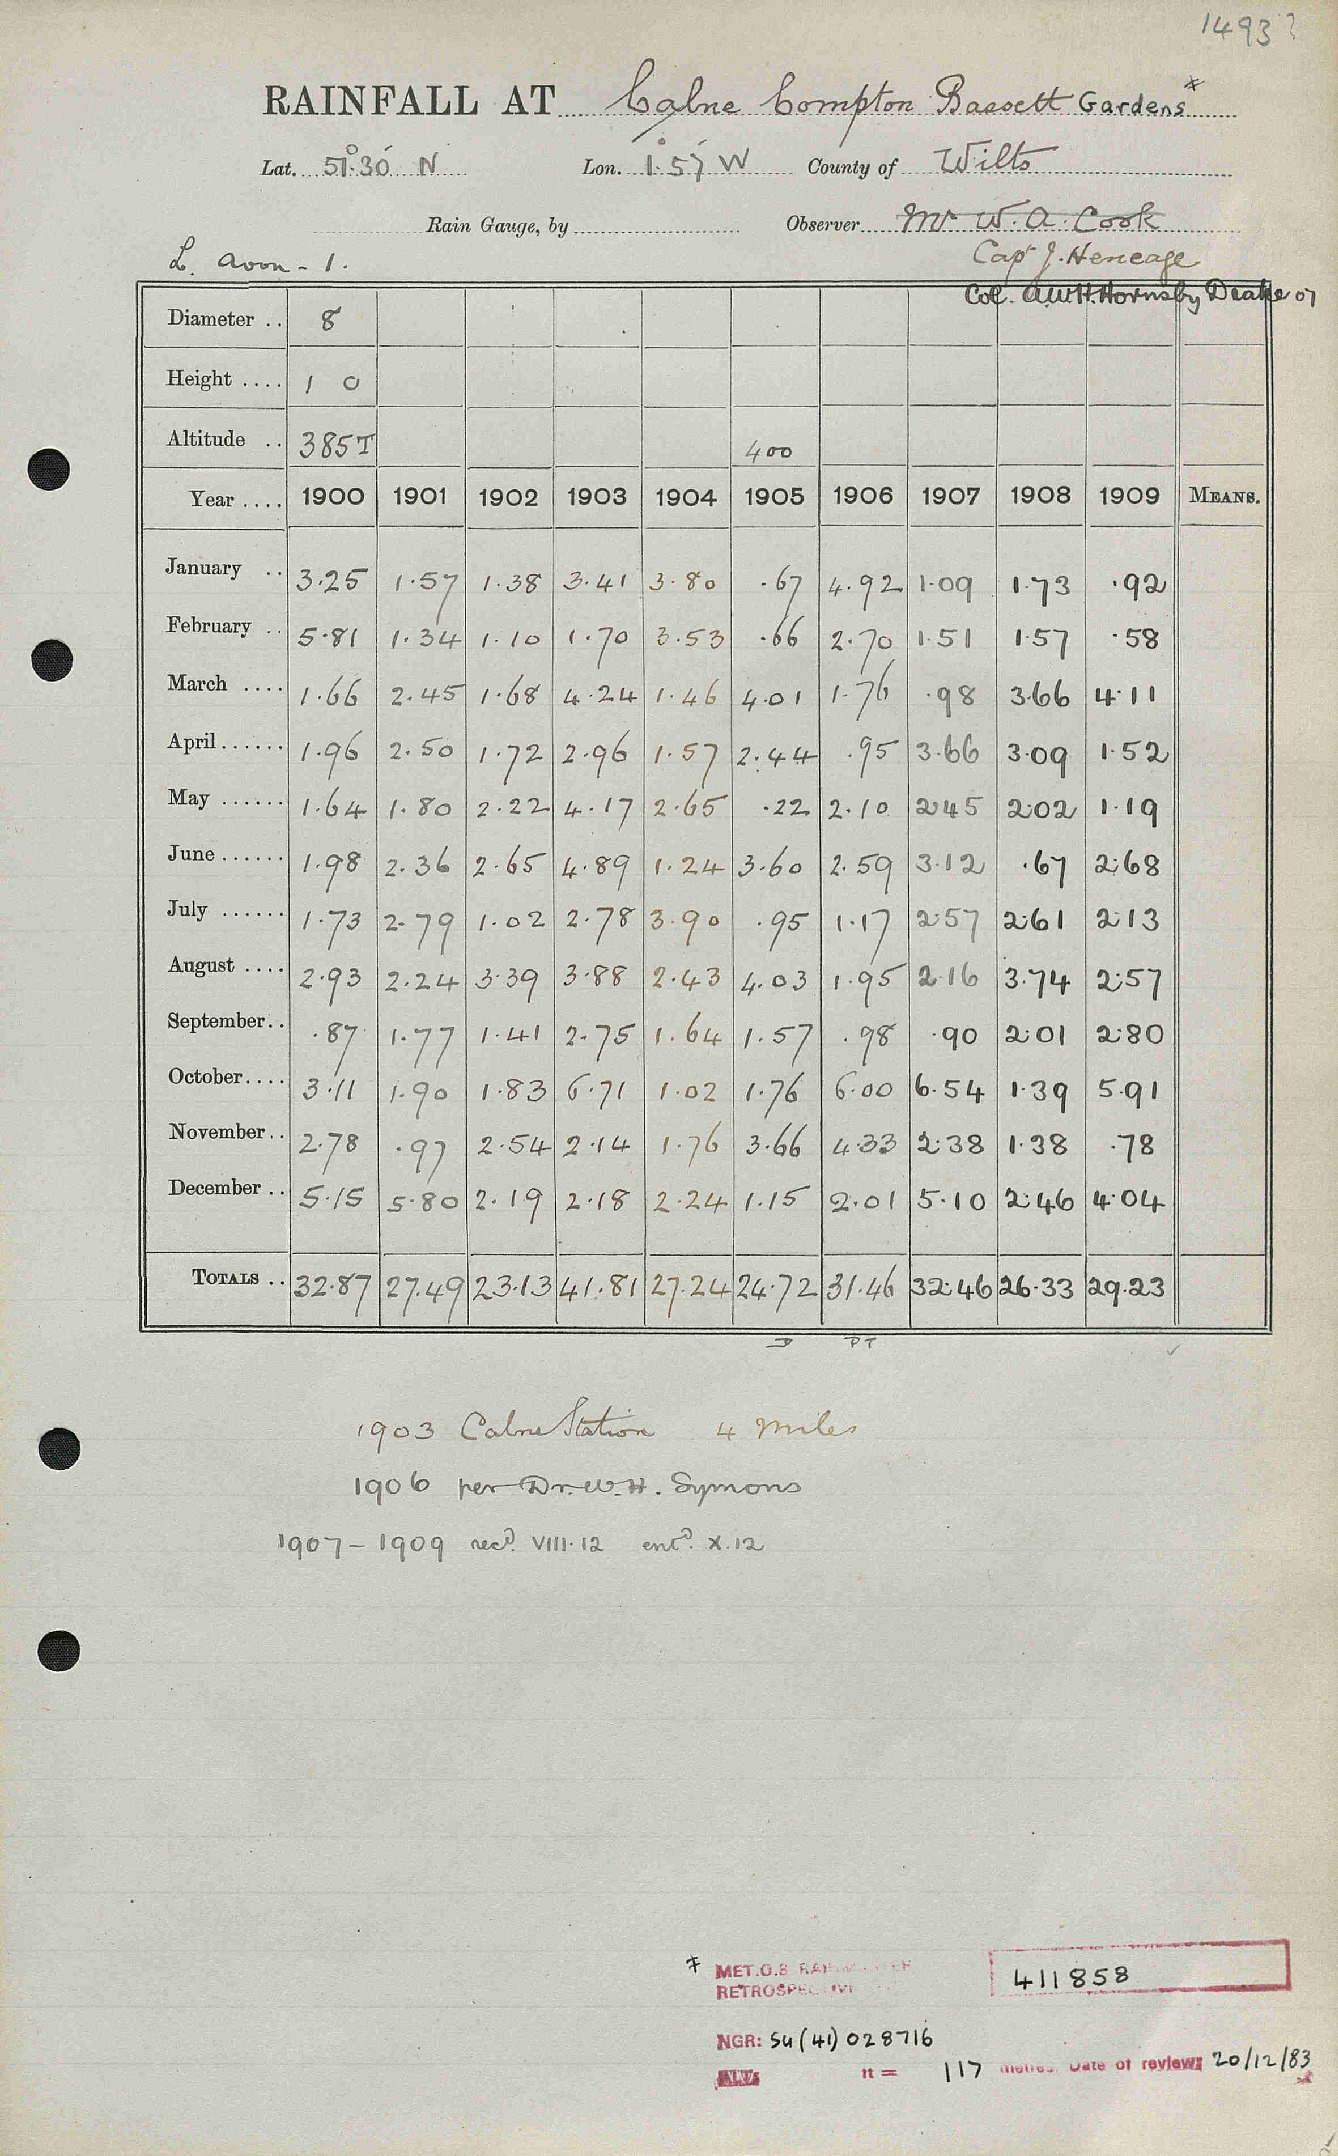 1493
RAINFALL AT Calne Compton Bassett Gardens *
Lat. 51°.30' N Lon. 1°.57' W County of Wilts
Rain Gauge, by Observer Mr W. A. Cook
L. Avon - 1. Capt J. Heneage
Col. A.W.H. Hornsby Drake 07
Diameter .. 8
Height .... 1 0
Altitude .. 385T 400
Year .... 1900 1901 1902 1903 1904 1905 1906 1907 1908 1909 MEANS.
January .. 3.25 1.57 1.38 3.41 3.80 .67 4.92 1.09 1.73 .92
February .. 5.81 1.34 1.10 1.70 3.53 .66 2.70 1.51 1.57 .58
March .... 1.66 2.45 1.68 4.24 1.46 4.01 1.76 .98 3.66 4.11
April ...... 1.96 2.50 1.72 2.96 1.57 2.44 .95 3.66 3.09 1.52
May ...... 1.64 1.80 2.22 4.17 2.65 .22 2.10 2.45 2.02 1.19
June ...... 1.98 2.36 2.65 4.89 1.24 3.60 2.59 3.12 .67 2.68
July ...... 1.73 2.79 1.02 2.78 3.90 .95 1.17 2.57 2.61 2.13
August .... 2.93 2.24 3.39 3.88 2.43 4.03 1.95 2.16 3.74 2.57
September.. .87 1.77 1.41 2.75 1.64 1.57 .98 .90 2.01 2.80
October.... 3.11 1.90 1.83 6.71 1.02 1.76 6.00 6.54 1.39 5.91
November.. 2.78 .97 2.54 2.14 1.76 3.66 4.33 2.38 1.38 .78
December .. 5.15 5.80 2.19 2.18 2.24 1.15 2.01 5.10 2.46 4.04
TOTALS .. 32.87 27.49 23.13 41.81 27.24 24.72 31.46 32.46 26.33 29.23
1903 Calne Station 4 miles
1906 per Dr. W. H. Symons
1907 - 1909 recd. VIII.12 entd. X.12
* MET.O.8
RETROSPECTIVE
411858
NGR: SU (41) 028716
117 metres Date of review: 20/12/83